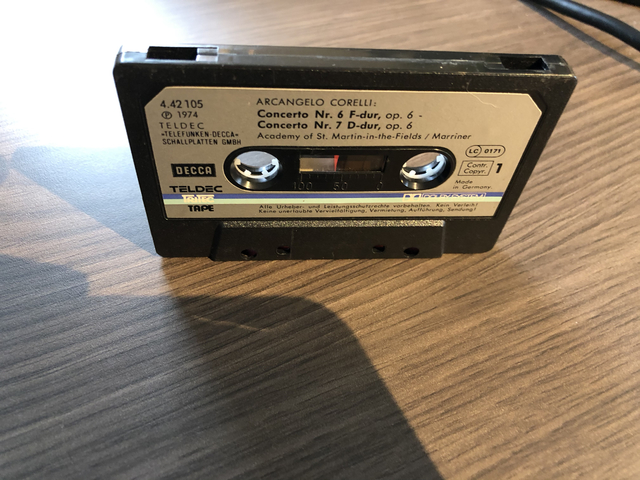 4.42105
℗ 1974
TELDEC
»TELEFUNKEN-DECCA«
SCHALLPLATTEN GMBH
ARCANGELO CORELLI:
Concerto Nr. 6 F-dur, op. 6 -
Concerto Nr. 7 D-dur, op. 6
Academy of St. Martin-in-the-Fields / Marriner
LC 0171
Contr.
Copyr.
1
Made
in Germany
DECCA
100 50 0
TELDEC
TAPE
Alle Urheber- und Leistungsschutzrechte vorbehalten. Kein Verleih!
Keine unerlaubte Vervielfältigung, Vermietung, Aufführung, Sendung!